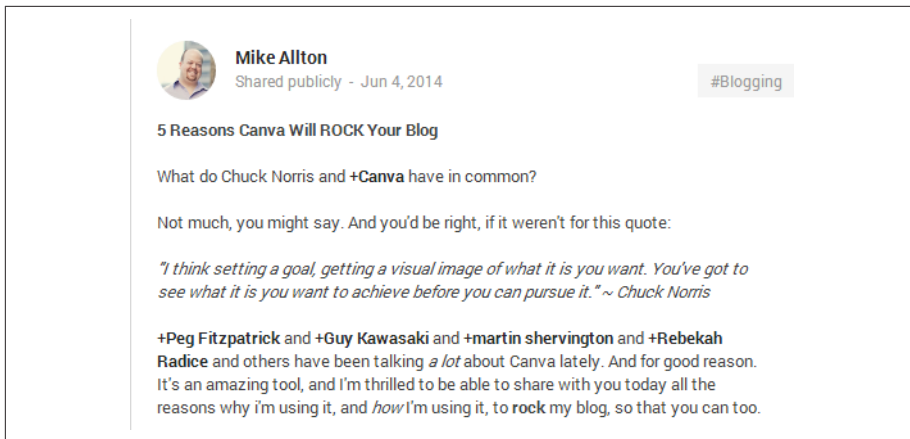 Mike Allton
Shared publicly - Jun 4, 2014
#Blogging
5 Reasons Canva Will ROCK Your Blog
What do Chuck Norris and +Canva have in common?
Not much, you might say. And you'd be right, if it weren't for this quote:
"I think setting a goal, getting a visual image of what it is you want. You've got to
see what it is you want to achieve before you can pursue it." ~ Chuck Norris
+Peg Fitzpatrick and +Guy Kawasaki and +martin shervington and +Rebekah
Radice and others have been talking a lot about Canva lately. And for good reason.
It's an amazing tool, and I'm thrilled to be able to share with you today all the
reasons why i'm using it, and how I'm using it, to rock my blog, so that you can too.